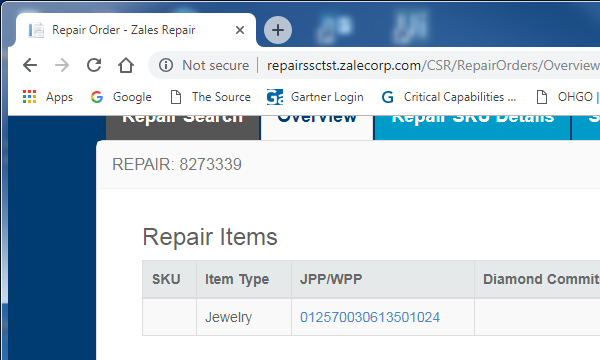 Repair Order - Zales Repair
Not secure | repairssctst.zalecorp.com/CSR/RepairOrders/Overview
Apps Google The Source Gartner Login Critical Capabilities ... OHGO |
Repair Search Overview Repair SKU Details S
REPAIR: 8273339
Repair Items
SKU Item Type JPP/WPP Diamond Commit
Jewelry 012570030613501024